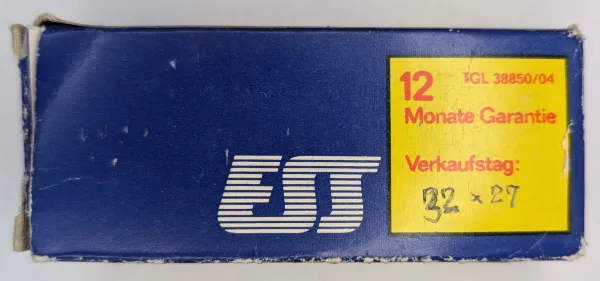 12 TGL 38850/04
Monate Garantie
Verkaufstag:
32 x 27
ESS